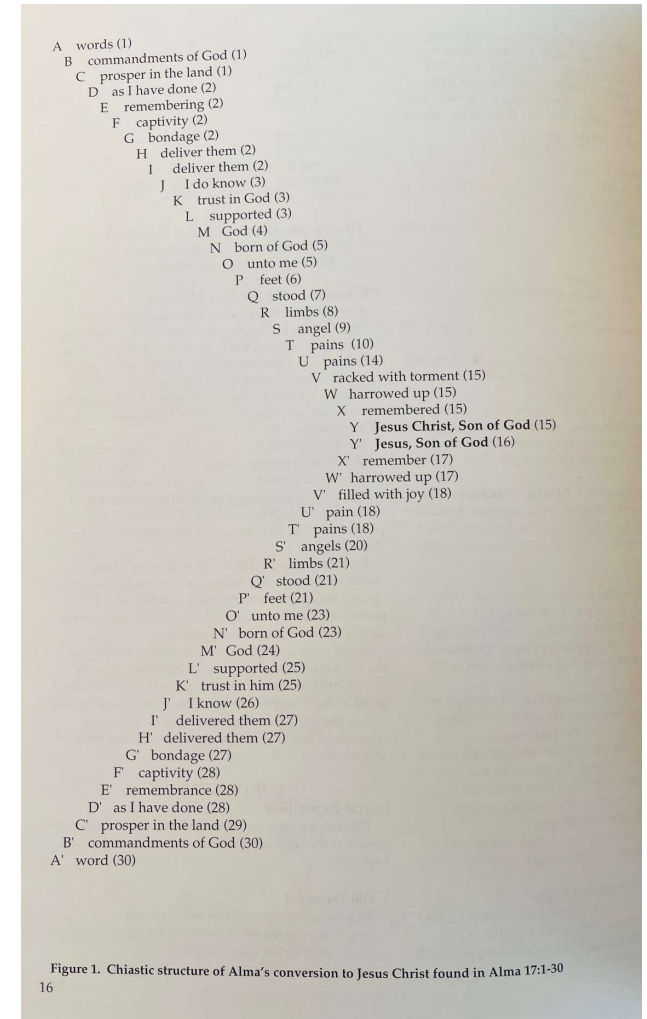 A words (1)
B commandments of God (1)
C prosper in the land (1)
D as I have done (2)
E remembering (2)
F captivity (2)
G bondage (2)
H deliver them (2)
I deliver them (2)
J I do know (3)
K trust in God (3)
L supported (3)
M God (4)
N born of God (5)
O unto me (5)
P feet (6)
Q stood (7)
R limbs (8)
S angel (9)
T pains (10)
U pains (14)
V racked with torment (15)
W harrowed up (15)
X remembered (15)
Y Jesus Christ, Son of God (15)
Y' Jesus, Son of God (16)
X' remember (17)
W' harrowed up (17)
V' filled with joy (18)
U' pain (18)
T' pains (18)
S' angels (20)
R' limbs (21)
Q' stood (21)
P' feet (21)
O' unto me (23)
N' born of God (23)
M' God (24)
L' supported (25)
K' trust in him (25)
J' I know (26)
I' delivered them (27)
H' delivered them (27)
G' bondage (27)
F' captivity (28)
E' remembrance (28)
D' as I have done (28)
C' prosper in the land (29)
B' commandments of God (30)
A' word (30)
Figure 1. Chiastic structure of Alma's conversion to Jesus Christ found in Alma 17:1-30
16